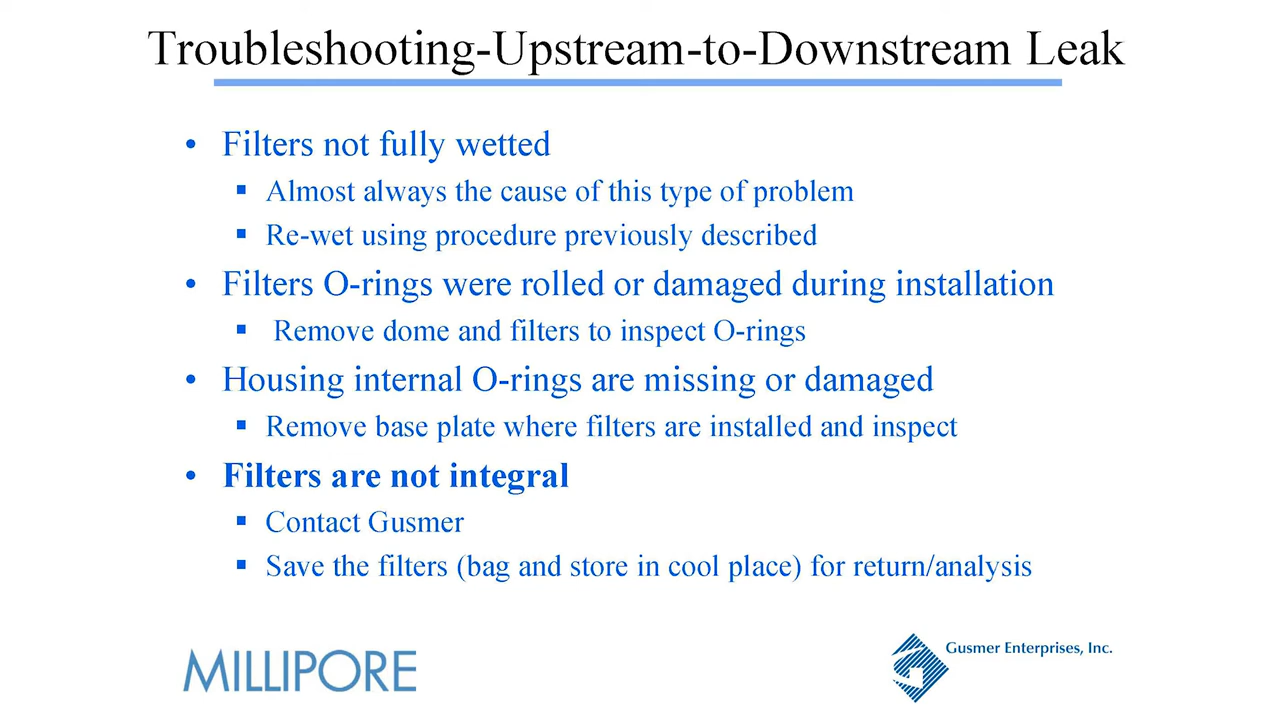 Troubleshooting-Upstream-to-Downstream Leak
• Filters not fully wetted
▪ Almost always the cause of this type of problem
▪ Re-wet using procedure previously described
• Filters O-rings were rolled or damaged during installation
▪ Remove dome and filters to inspect O-rings
• Housing internal O-rings are missing or damaged
▪ Remove base plate where filters are installed and inspect
• Filters are not integral
▪ Contact Gusmer
▪ Save the filters (bag and store in cool place) for return/analysis
MILLIPORE
Gusmer Enterprises, Inc.